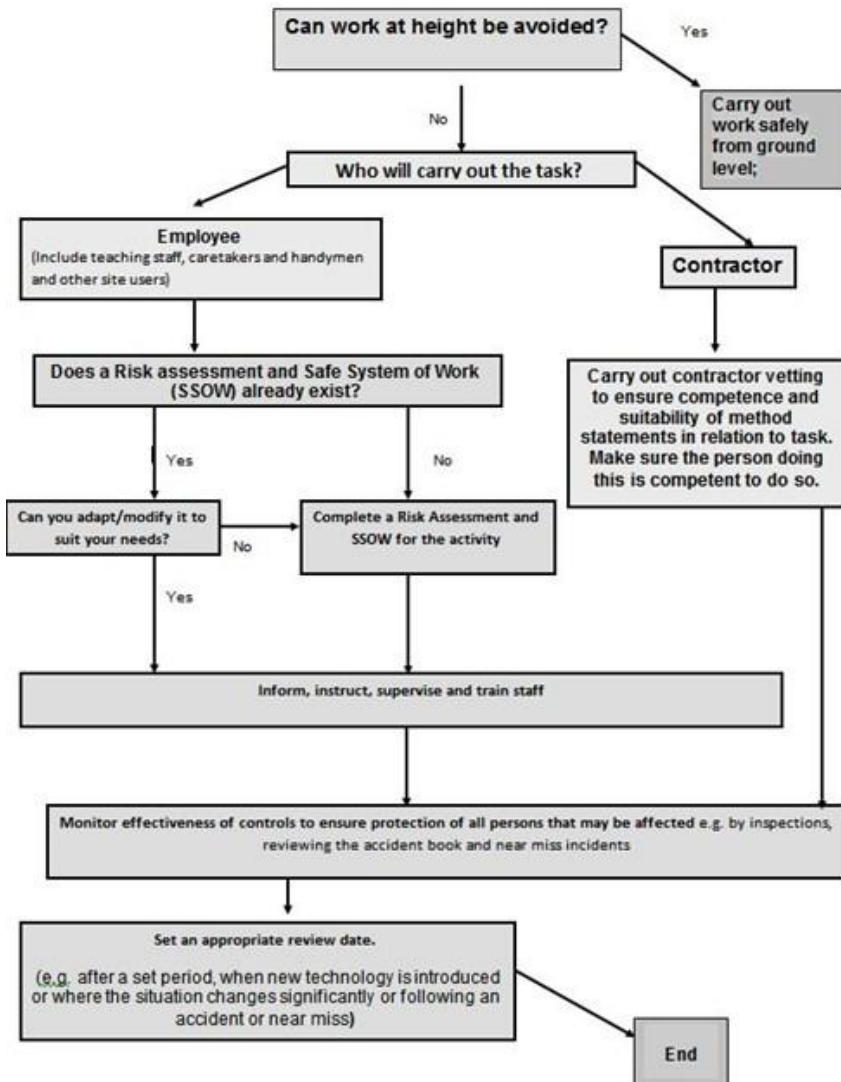 Can work at height be avoided?
Yes
Carry out
work safely
from ground
level;
No
Who will carry out the task?
Employee
(Include teaching staff, caretakers and handymen
and other site users)
Contractor
Does a Risk assessment and Safe System of Work
(SSOW) already exist?
Carry out contractor vetting
to ensure competence and
suitability of method
statements in relation to task.
Make sure the person doing
this is competent to do so.
Yes
No
Can you adapt/modify it to
suit your needs?
No
Complete a Risk Assessment and
SSOW for the activity
Yes
Inform, instruct, supervise and train staff
Monitor effectiveness of controls to ensure protection of all persons that may be affected e.g. by inspections,
reviewing the accident book and near miss incidents
Set an appropriate review date.
(e.g. after a set period, when new technology is introduced
or where the situation changes significantly or following an
accident or near miss)
End